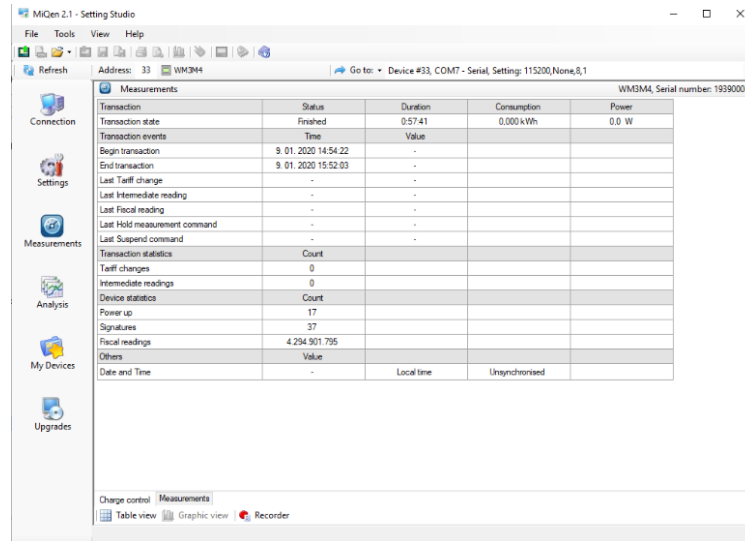 MiQen 2.1 - Setting Studio
File Tools View Help
Refresh Address: 33 WM3M4 Go to: Device #33, COM7 - Serial, Setting: 115200,None,8,1
Measurements WM3M4, Serial number: 1939000
Connection
Settings
Measurements
Analysis
My Devices
Upgrades
Transaction Status Duration Consumption Power
Transaction state Finished 0:57:41 0,000 kWh 0,0 W
Transaction events Time Value
Begin transaction 9. 01. 2020 14:54:22 -
End transaction 9. 01. 2020 15:52:03 -
Last Tariff change - -
Last Intermediate reading - -
Last Fiscal reading - -
Last Hold measurement command - -
Last Suspend command - -
Transaction statistics Count
Tariff changes 0
Intermediate readings 0
Device statistics Count
Power up 17
Signatures 37
Fiscal readings 4.294.901.795
Others Value
Date and Time - Local time Unsynchronised
Charge control Measurements
Table view Graphic view Recorder